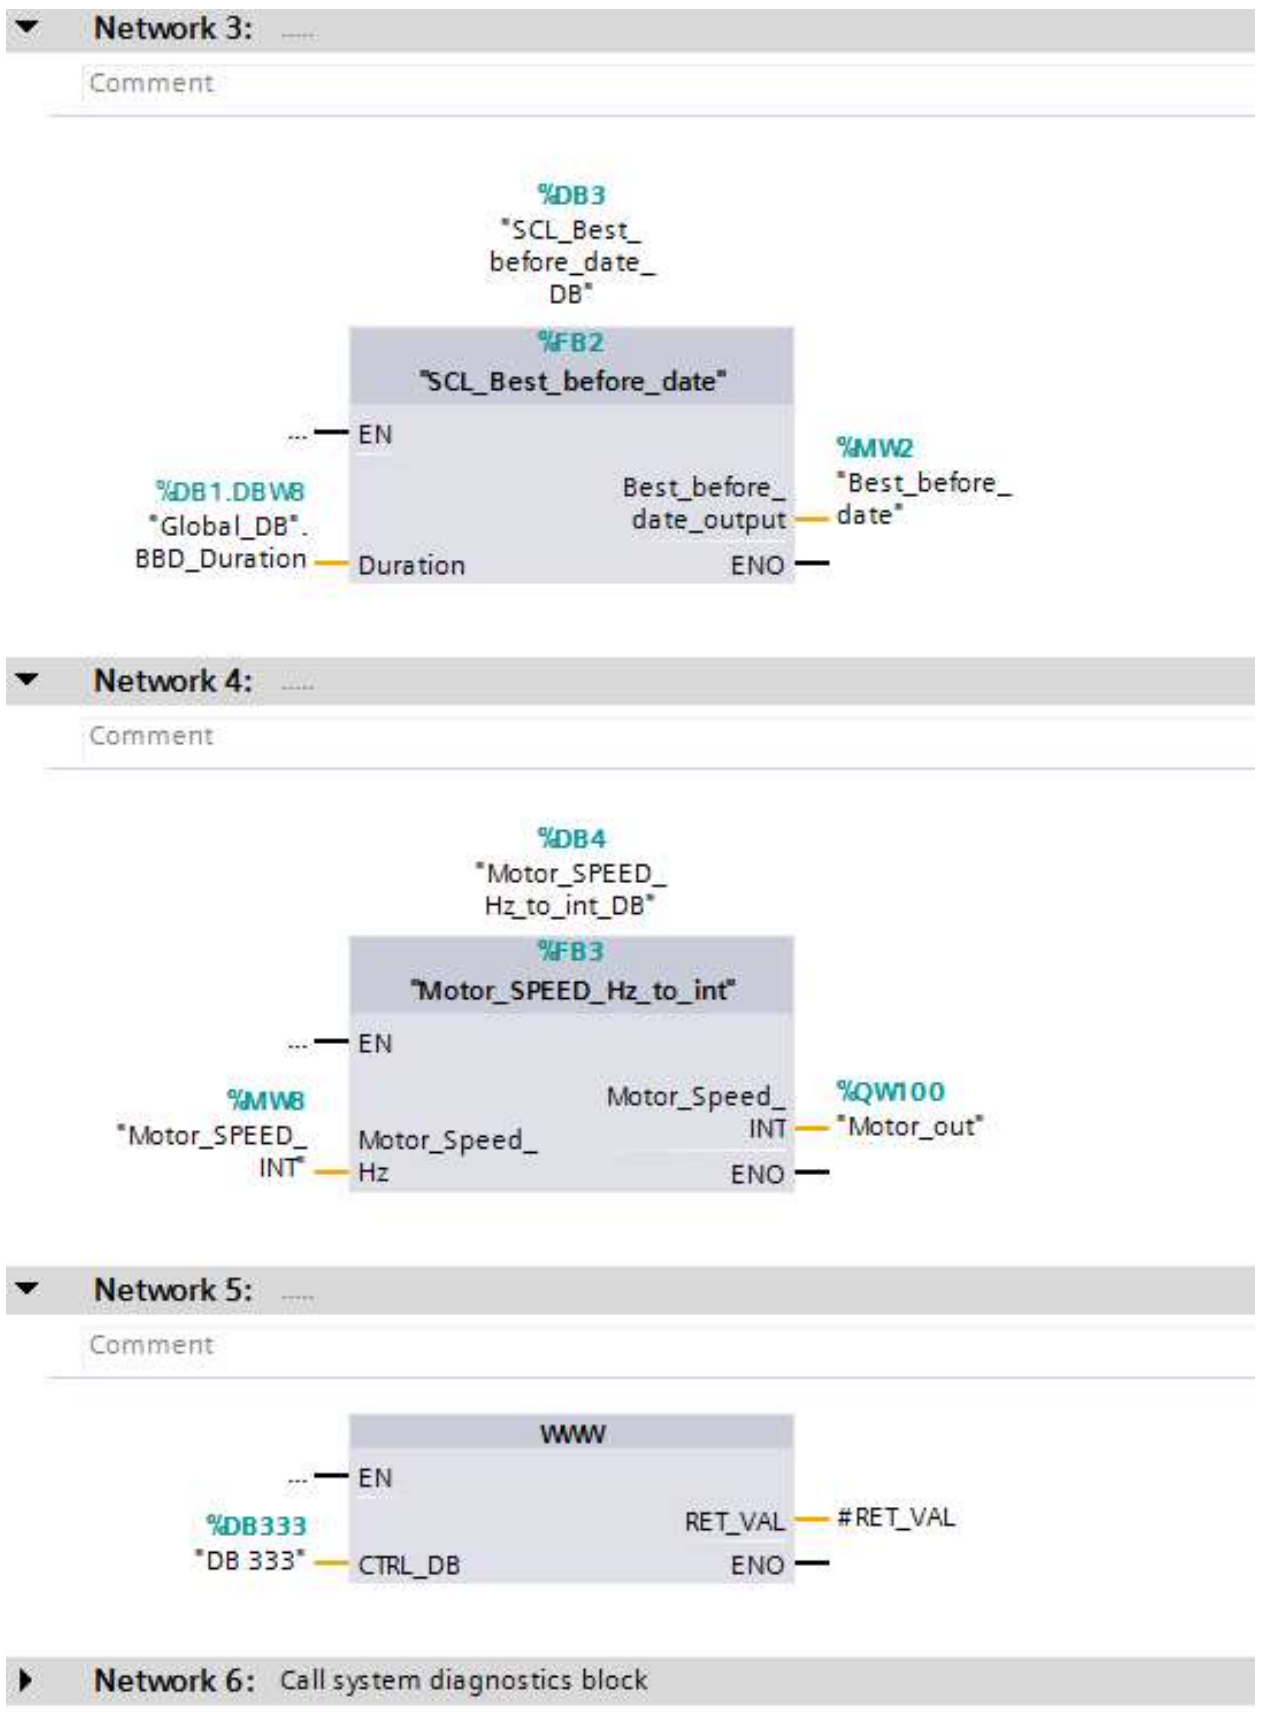 Network 3: .....
Comment
%DB3
"SCL_Best_
before_date_
DB"
%FB2
"SCL_Best_before_date"
... EN
%DB1.DBW8
"Global_DB".
BBD_Duration
Duration
Best_before_
date_output
%MW2
"Best_before_
date"
ENO
Network 4: .....
Comment
%DB4
"Motor_SPEED_
Hz_to_int_DB"
%FB3
"Motor_SPEED_Hz_to_int"
... EN
%MW8
"Motor_SPEED_
INT"
Motor_Speed_
Hz
Motor_Speed_
INT
%QW100
"Motor_out"
ENO
Network 5: .....
Comment
WWW
... EN
%DB333
"DB 333"
CTRL_DB
RET_VAL
#RET_VAL
ENO
Network 6: Call system diagnostics block